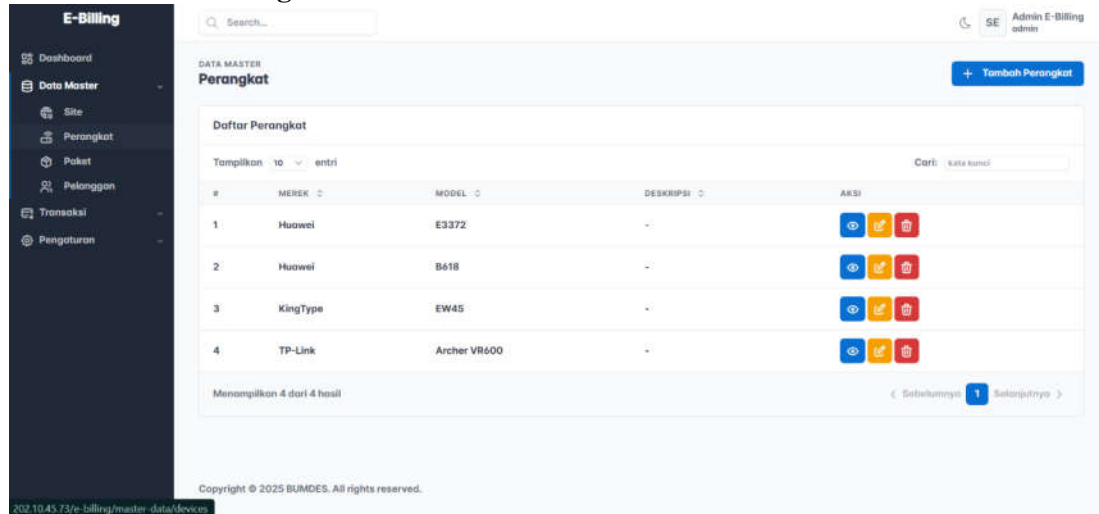 E-Billing
Search...
SE
Admin E-Billing
admin
Dashboard
Data Master
Site
Perangkat
Paket
Pelanggan
Transaksi
Pengaturan
DATA MASTER
Perangkat
+ Tambah Perangkat
Daftar Perangkat
Tampilkan 10 entri
Cari: kata kunci
# MEREK MODEL DESKRIPSI AKSI
1 Huawei E3372 -
2 Huawei B618 -
3 KingType EW45 -
4 TP-Link Archer VR600 -
Menampilkan 4 dari 4 hasil
< Sebelumnya 1 Selanjutnya >
Copyright © 2025 BUMDES. All rights reserved.
202.10.45.73/e-billing/master-data/devices